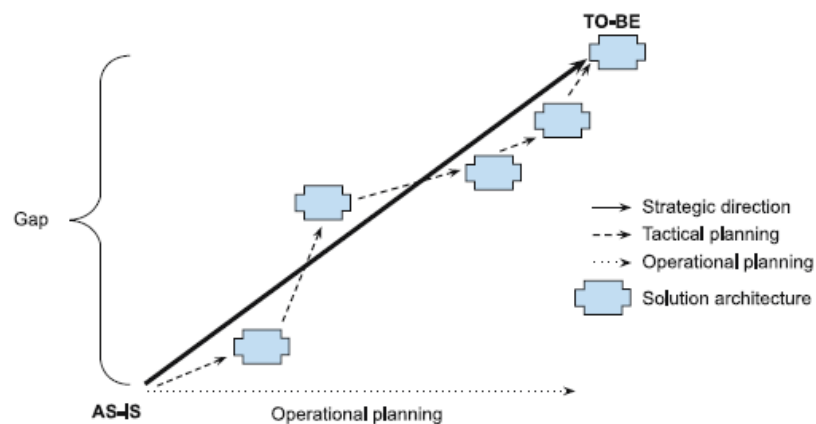 TO-BE
Gap
Strategic direction
Tactical planning
Operational planning
Solution architecture
AS-IS
Operational planning